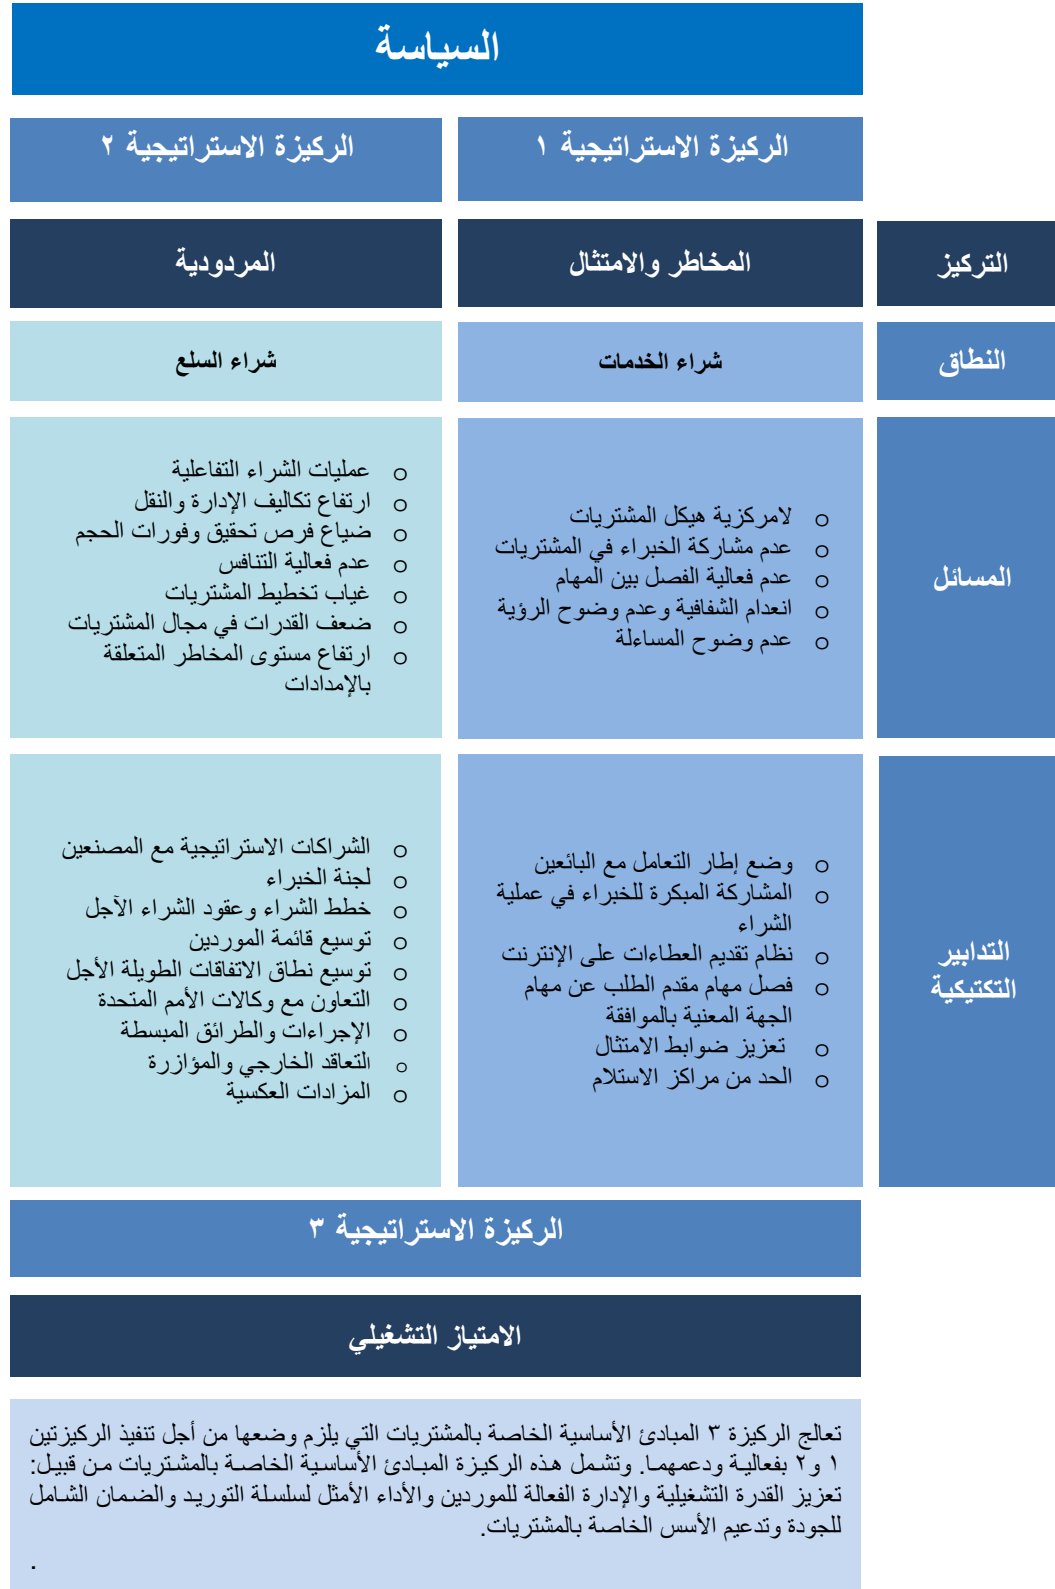 السياسة
الركيزة الاستراتيجية ١
الركيزة الاستراتيجية ٢
التركيز
المخاطر والامتثال
المردودية
النطاق
شراء الخدمات
شراء السلع
المسائل
o لامركزية هيكل المشتريات
o عدم مشاركة الخبراء في المشتريات
o عدم فعالية الفصل بين المهام
o انعدام الشفافية وعدم وضوح الرؤية
o عدم وضوح المساءلة
o عمليات الشراء التفاعلية
o ارتفاع تكاليف الإدارة والنقل
o ضياع فرص تحقيق وفورات الحجم
o عدم فعالية التنافس
o غياب تخطيط المشتريات
o ضعف القدرات في مجال المشتريات
o ارتفاع مستوى المخاطر المتعلقة
بالإمدادات
التدابير
التكتيكية
o وضع إطار التعامل مع البائعين
o المشاركة المبكرة للخبراء في عملية
الشراء
o نظام تقديم العطاءات على الإنترنت
o فصل مهام مقدم الطلب عن مهام
الجهة المعنية بالموافقة
o تعزيز ضوابط الامتثال
o الحد من مراكز الاستلام
o الشراكات الاستراتيجية مع المصنعين
o لجنة الخبراء
o خطط الشراء وعقود الشراء الآجل
o توسيع قائمة الموردين
o توسيع نطاق الاتفاقات الطويلة الأجل
o التعاون مع وكالات الأمم المتحدة
o الإجراءات والطرائق المبسطة
o التعاقد الخارجي والمؤازرة
o المزادات العكسية
الركيزة الاستراتيجية ٣
الامتياز التشغيلي
تعالج الركيزة ٣ المبادئ الأساسية الخاصة بالمشتريات التي يلزم وضعها من أجل تنفيذ الركيزتين
١ و٢ بفعالية ودعمهما. وتشمل هذه الركيزة المبادئ الأساسية الخاصة بالمشتريات من قبيل:
تعزيز القدرة التشغيلية والإدارة الفعالة للموردين والأداء الأمثل لسلسلة التوريد والضمان الشامل
للجودة وتدعيم الأسس الخاصة بالمشتريات.
.